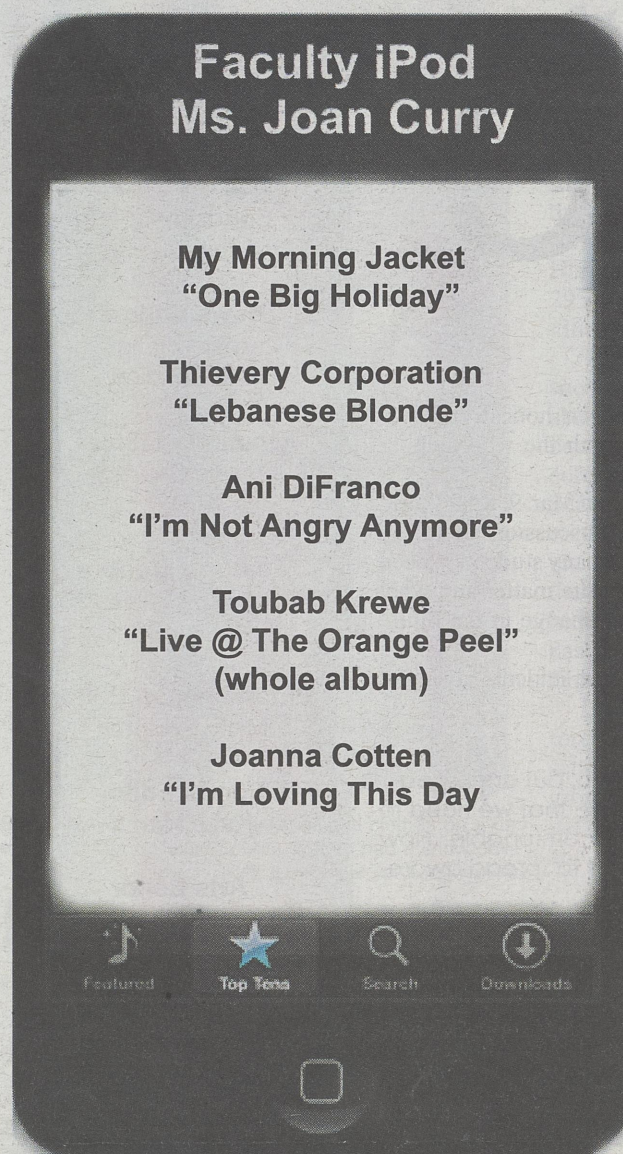 Faculty iPod
Ms. Joan Curry
My Morning Jacket
“One Big Holiday”
Thievery Corporation
“Lebanese Blonde”
Ani DiFranco
“I’m Not Angry Anymore”
Toubab Krewe
“Live @ The Orange Peel”
(whole album)
Joanna Cotten
“I’m Loving This Day
Featured
Top Tens
Search
Downloads